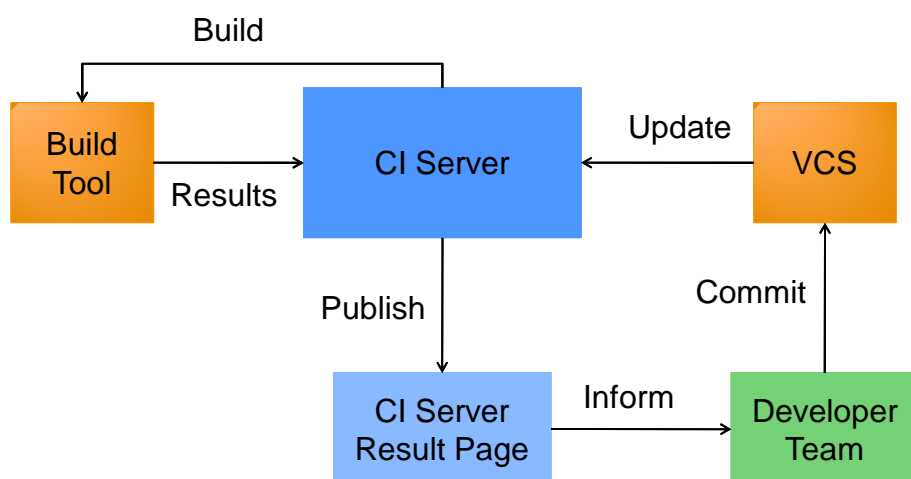 Build
Build
Tool
Results
CI Server
Update
VCS
Publish
Commit
CI Server
Result Page
Inform
Developer
Team